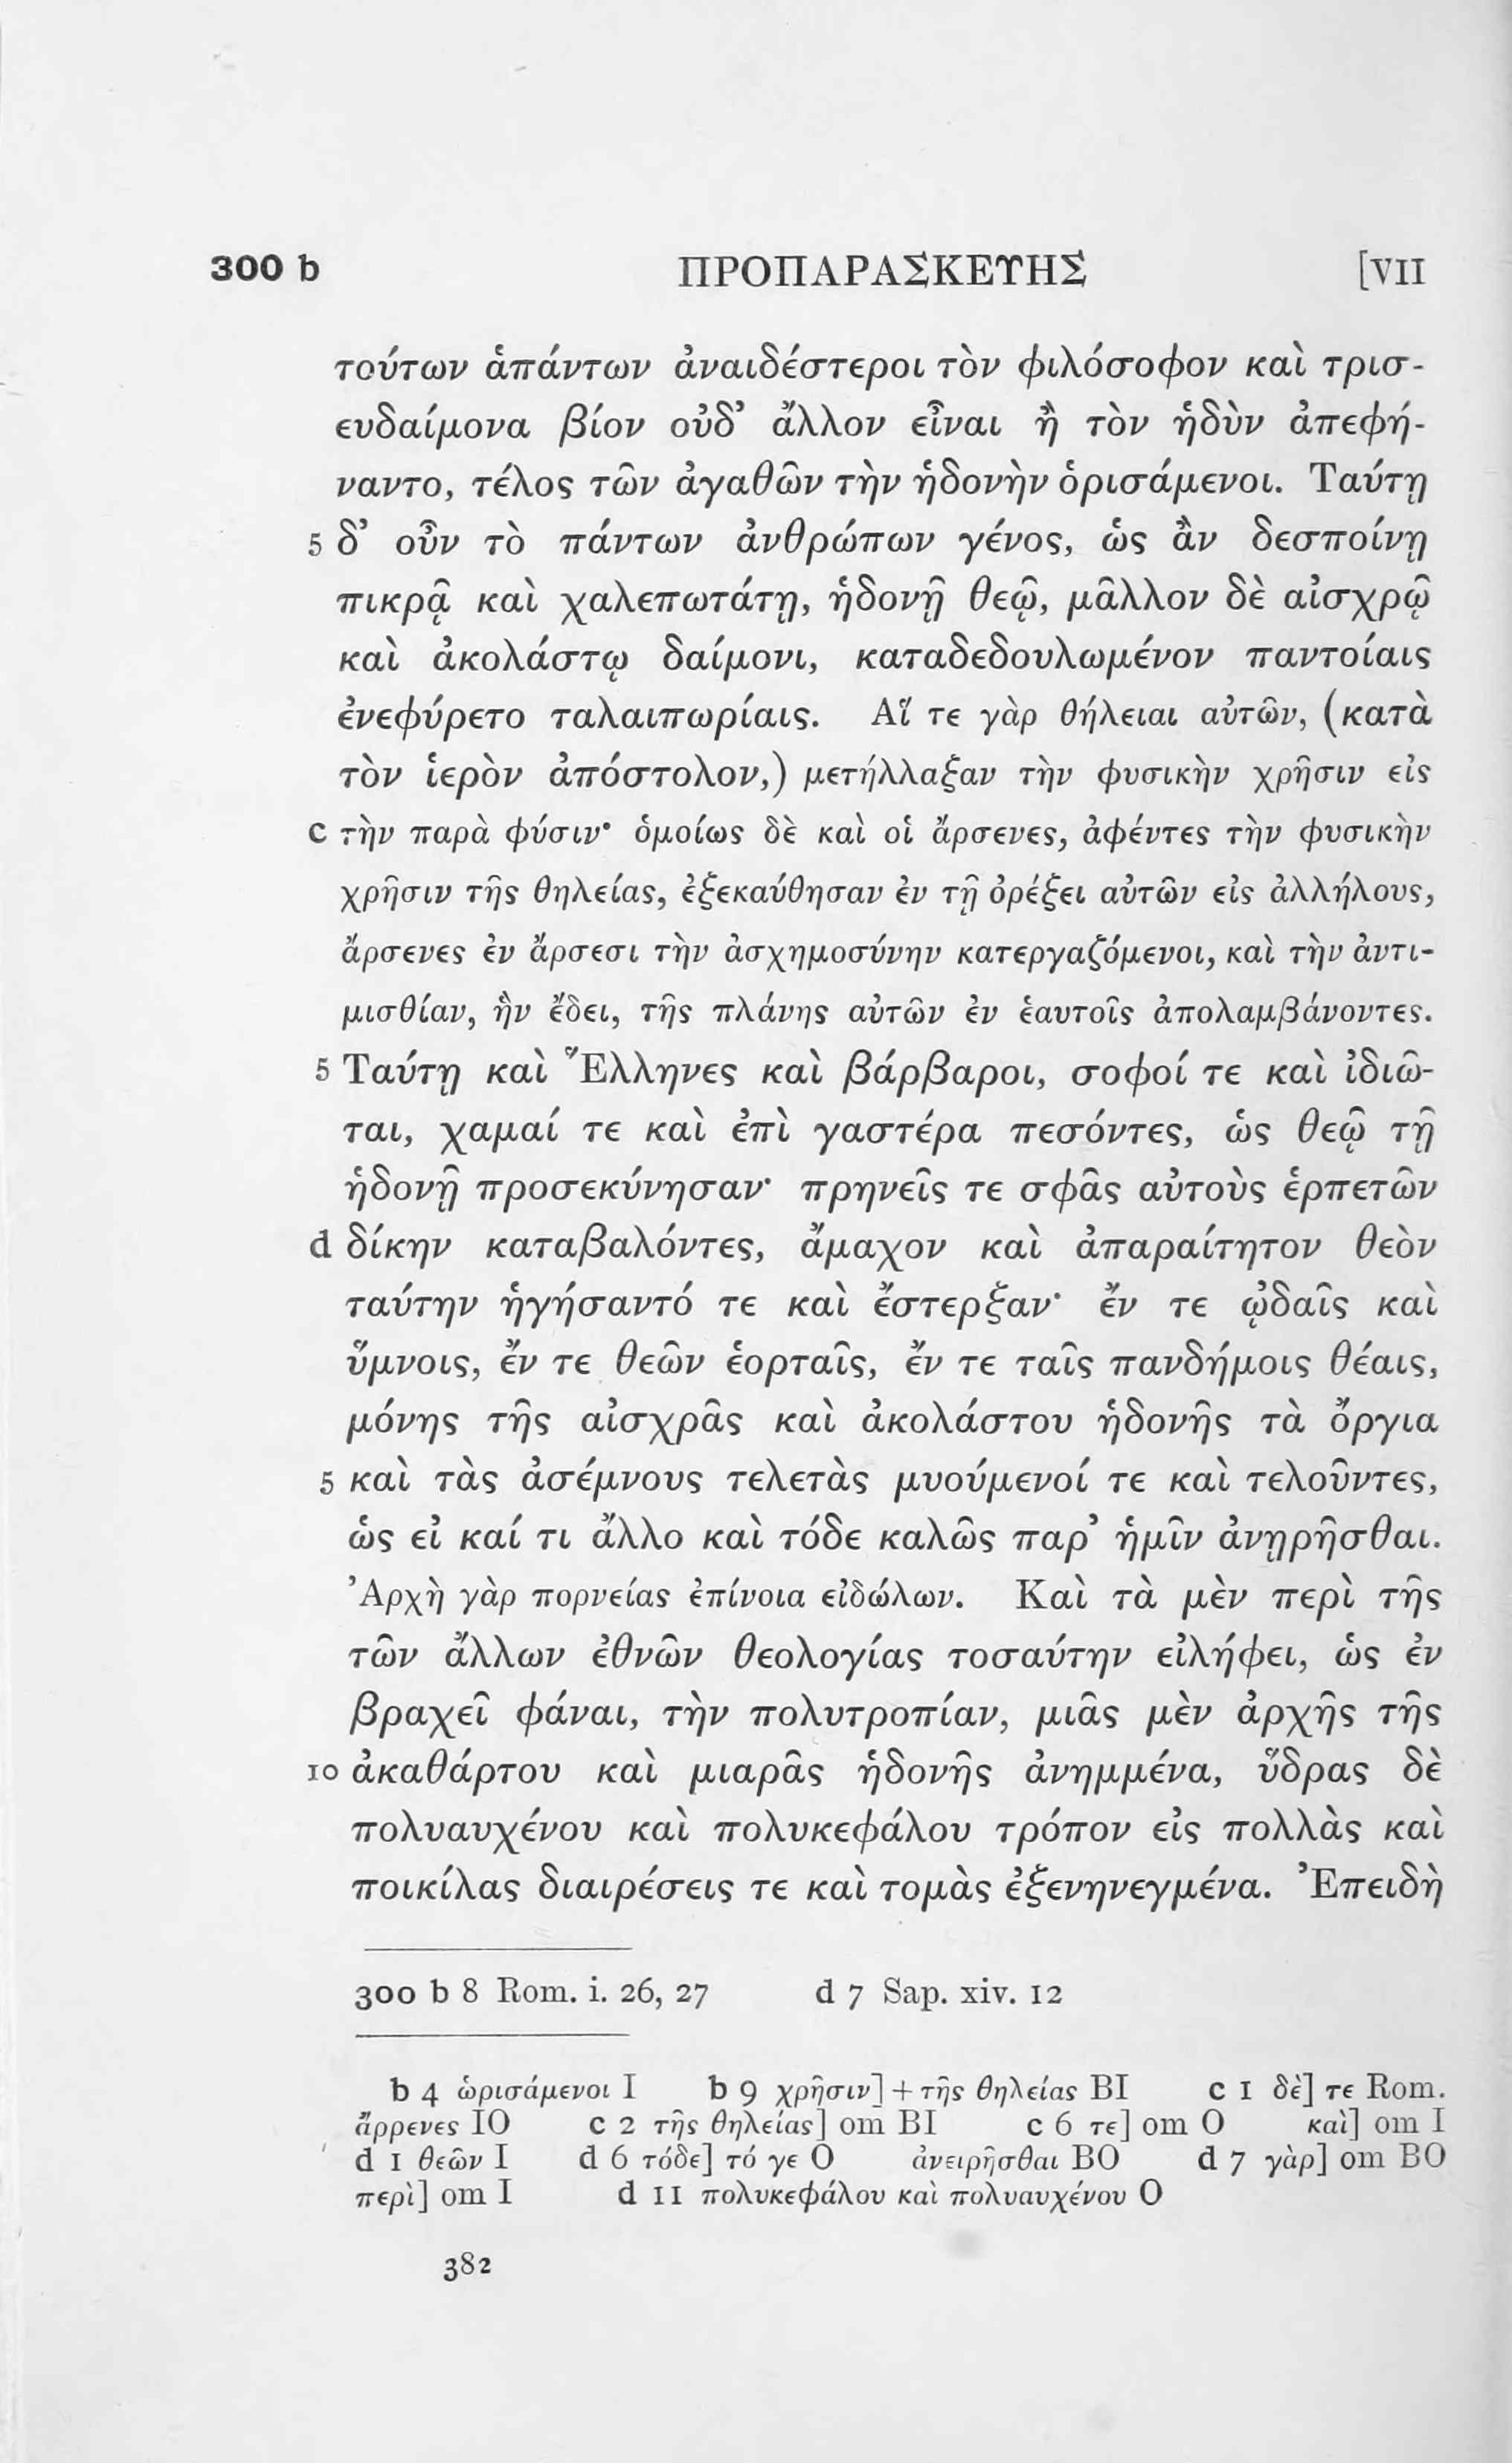 300 b ΠΡΟΠΑΡΑΣΚΕΥΗΣ [VII
τούτων ἁπάντων ἀναιδέστεροι τὸν φιλόσοφον καὶ τρισ-
ευδαίμονα βίον οὐδ’ ἄλλον εἶναι ἢ τὸν ἡδὺν ἀπεφή-
ναντο, τέλος τῶν ἀγαθῶν τὴν ἡδονὴν ὁρισάμενοι. Ταύτῃ
5 δ’ οὖν τὸ πάντων ἀνθρώπων γένος, ὡς ἂν δεσποίνῃ
πικρᾷ καὶ χαλεπωτάτῃ, ἡδονῇ θεῷ, μᾶλλον δὲ αἰσχρῷ
καὶ ἀκολάστῳ δαίμονι, καταδεδουλωμένον παντοίαις
ἐνεφύρετο ταλαιπωρίαις. Αἵ τε γὰρ θήλειαι αὐτῶν, (κατὰ
τὸν ἱερὸν ἀπόστολον,) μετήλλαξαν τὴν φυσικὴν χρῆσιν εἰς
c τὴν παρὰ φύσιν· ὁμοίως δὲ καὶ οἱ ἄρσενες, ἀφέντες τὴν φυσικὴν
χρῆσιν τῆς θηλείας, ἐξεκαύθησαν ἐν τῇ ὀρέξει αὐτῶν εἰς ἀλλήλους,
ἄρσενες ἐν ἄρσεσι τὴν ἀσχημοσύνην κατεργαζόμενοι, καὶ τὴν ἀντι-
μισθίαν, ἣν ἔδει, τῆς πλάνης αὐτῶν ἐν ἑαυτοῖς ἀπολαμβάνοντες.
5 Ταύτῃ καὶ Ἕλληνες καὶ βάρβαροι, σοφοί τε καὶ ἰδιῶ-
ται, χαμαί τε καὶ ἐπὶ γαστέρα πεσόντες, ὡς θεῷ τῇ
ἡδονῇ προσεκύνησαν· πρηνεῖς τε σφᾶς αὐτοὺς ἑρπετῶν
d δίκην καταβαλόντες, ἄμαχον καὶ ἀπαραίτητον θεὸν
ταύτην ἡγήσαντό τε καὶ ἔστερξαν· ἔν τε ᾠδαῖς καὶ
ὕμνοις, ἔν τε θεῶν ἑορταῖς, ἔν τε ταῖς πανδήμοις θέαις,
μόνης τῆς αἰσχρᾶς καὶ ἀκολάστου ἡδονῆς τὰ ὄργια
5 καὶ τὰς ἀσέμνους τελετὰς μυούμενοί τε καὶ τελοῦντες,
ὡς εἰ καί τι ἄλλο καὶ τόδε καλῶς παρ’ ἡμῖν ἀνῃρῆσθαι.
Ἀρχὴ γὰρ πορνείας ἐπίνοια εἰδώλων. Καὶ τὰ μὲν περὶ τῆς
τῶν ἄλλων ἐθνῶν θεολογίας τοσαύτην εἰλήφει, ὡς ἐν
βραχεῖ φάναι, τὴν πολυτροπίαν, μιᾶς μὲν ἀρχῆς τῆς
10 ἀκαθάρτου καὶ μιαρᾶς ἡδονῆς ἀνημμένα, ὕδρας δὲ
πολυαυχένου καὶ πολυκεφάλου τρόπον εἰς πολλὰς καὶ
ποικίλας διαιρέσεις τε καὶ τομὰς ἐξενηνεγμένα. Ἐπειδὴ
300 b 8 Rom. i. 26, 27 d 7 Sap. xiv. 12
b 4 ὡρισάμενοι I b 9 χρῆσιν] + τῆς θηλείας BI c 1 δὲ] τε Rom.
ἄρρενες IO c 2 τῆς θηλείας] om BI c 6 τε] om O καὶ] om I
d 1 θεῶν I d 6 τόδε] τό γε O ἀνειρῆσθαι BO d 7 γὰρ] om BO
περὶ] om I d 11 πολυκεφάλου καὶ πολυαυχένου O
382